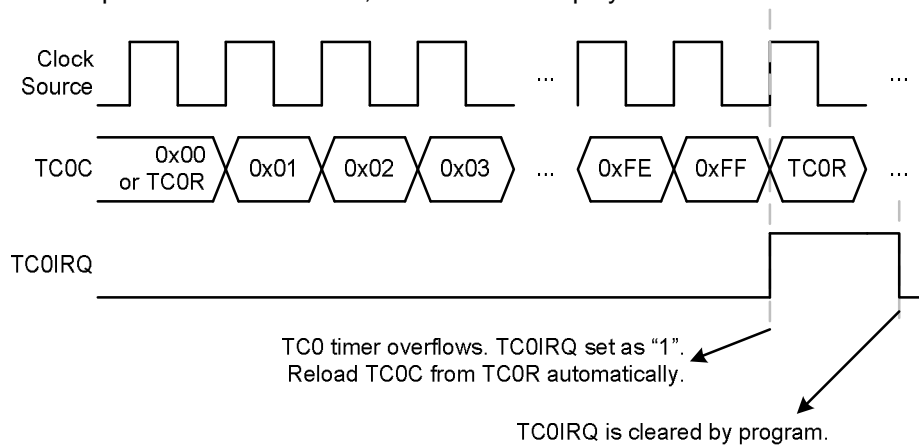 Clock
Source
...
...
TC0C
0x00
or TC0R
0x01
0x02
0x03
...
0xFE
0xFF
TC0R
...
TC0IRQ
...
TC0 timer overflows. TC0IRQ set as “1”.
Reload TC0C from TC0R automatically.
TC0IRQ is cleared by program.